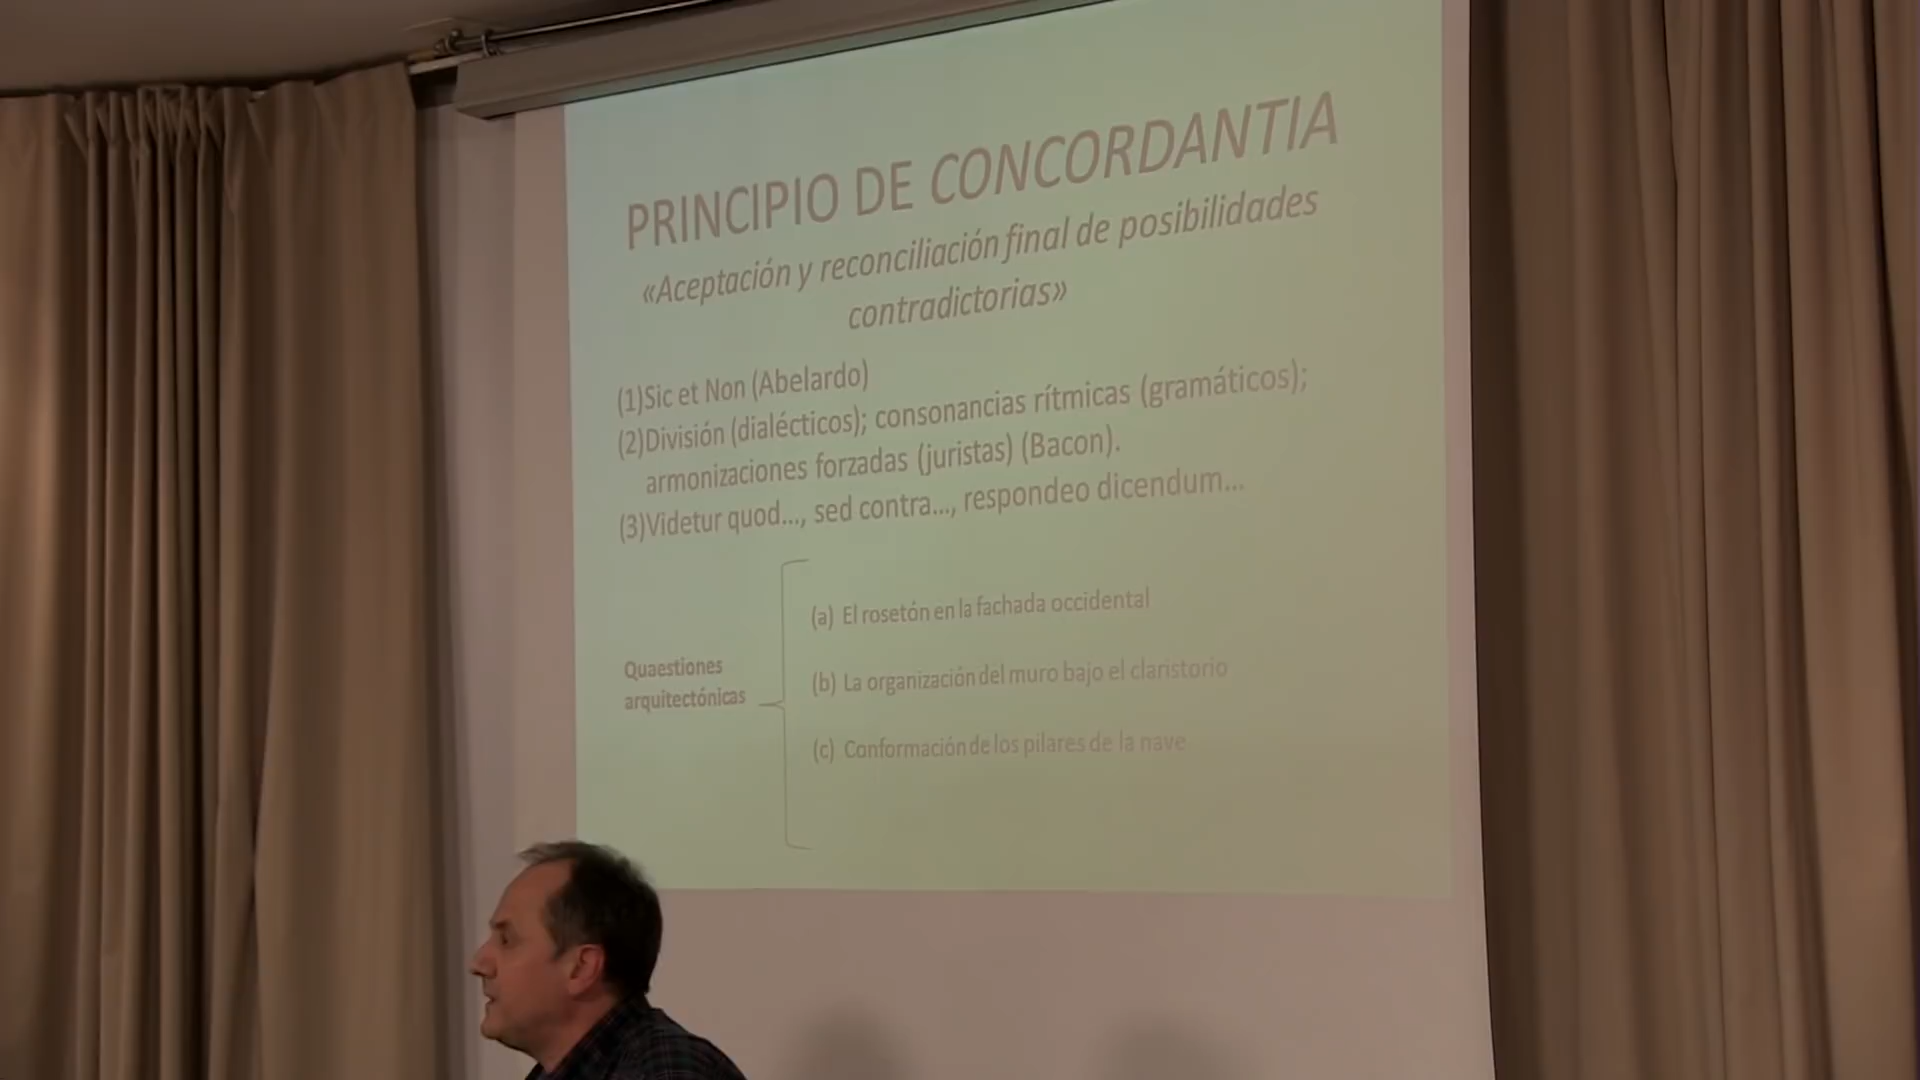 PRINCIPIO DE CONCORDANTIA
«Aceptación y reconciliación final de posibilidades
contradictorias»
(1)Sic et Non (Abelardo)
(2)División (dialécticos); consonancias rítmicas (gramáticos);
armonizaciones forzadas (juristas) (Bacon).
(3)Videtur quod..., sed contra..., respondeo dicendum...
Quaestiones
arquitectónicas
(a) El rosetón en la fachada occidental
(b) La organización del muro bajo el claristorio
(c) Conformación de los pilares de la nave